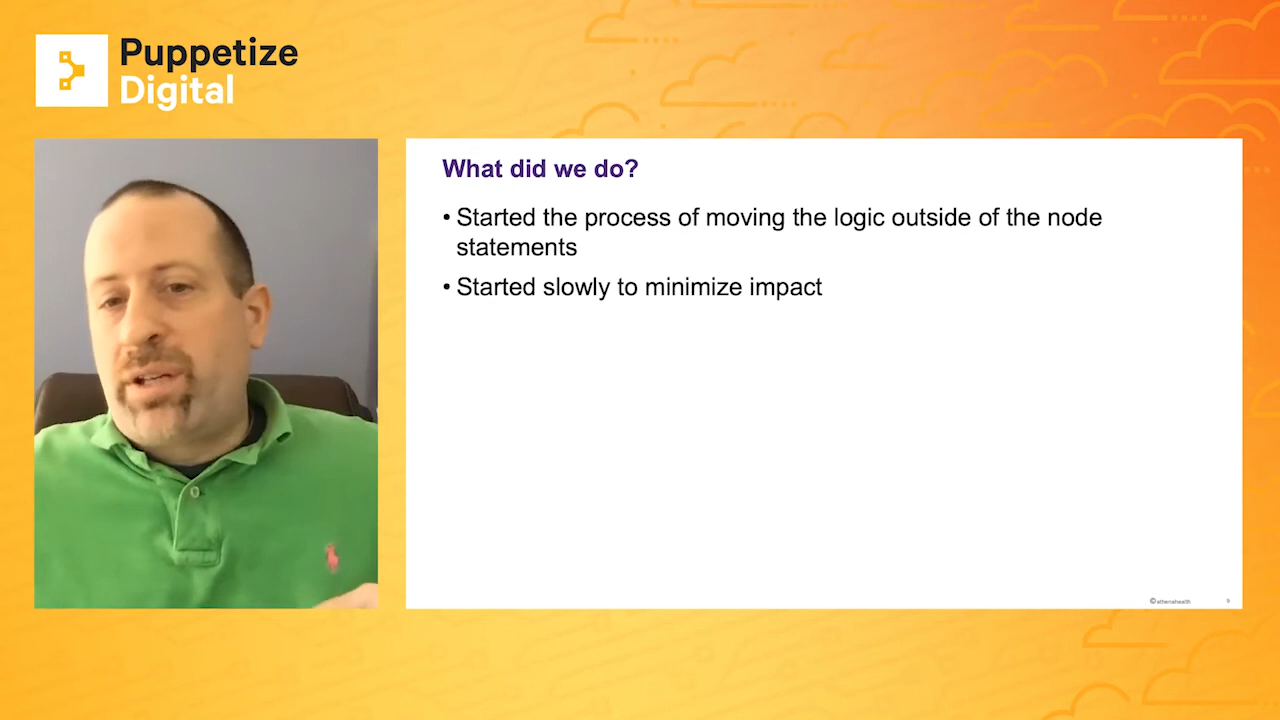 Puppetize
Digital
What did we do?
• Started the process of moving the logic outside of the node
statements
• Started slowly to minimize impact
©athenahealth
9